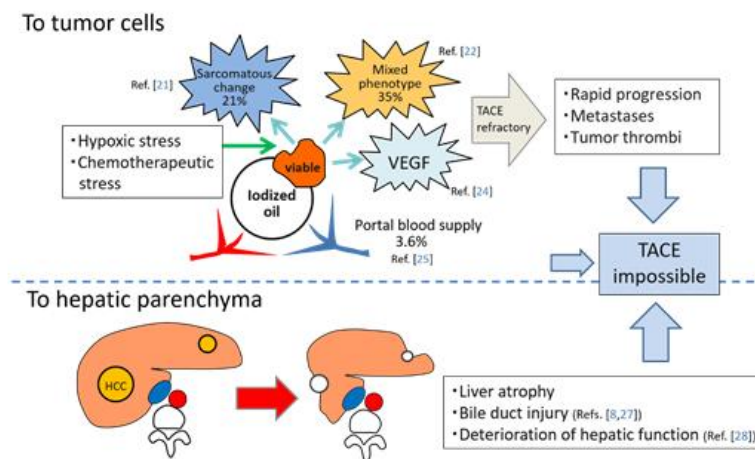 To tumor cells
Ref. [21]
Sarcomatous
change
21%
Ref. [22]
Mixed
phenotype
35%
TACE
refractory
・Rapid progression
・Metastases
・Tumor thrombi
・Hypoxic stress
・Chemotherapeutic
stress
viable
VEGF
Ref. [24]
Iodized
oil
Portal blood supply
3.6%
Ref. [25]
TACE
impossible
To hepatic parenchyma
HCC
・Liver atrophy
・Bile duct injury (Refs. [8,27])
・Deterioration of hepatic function (Ref. [28])